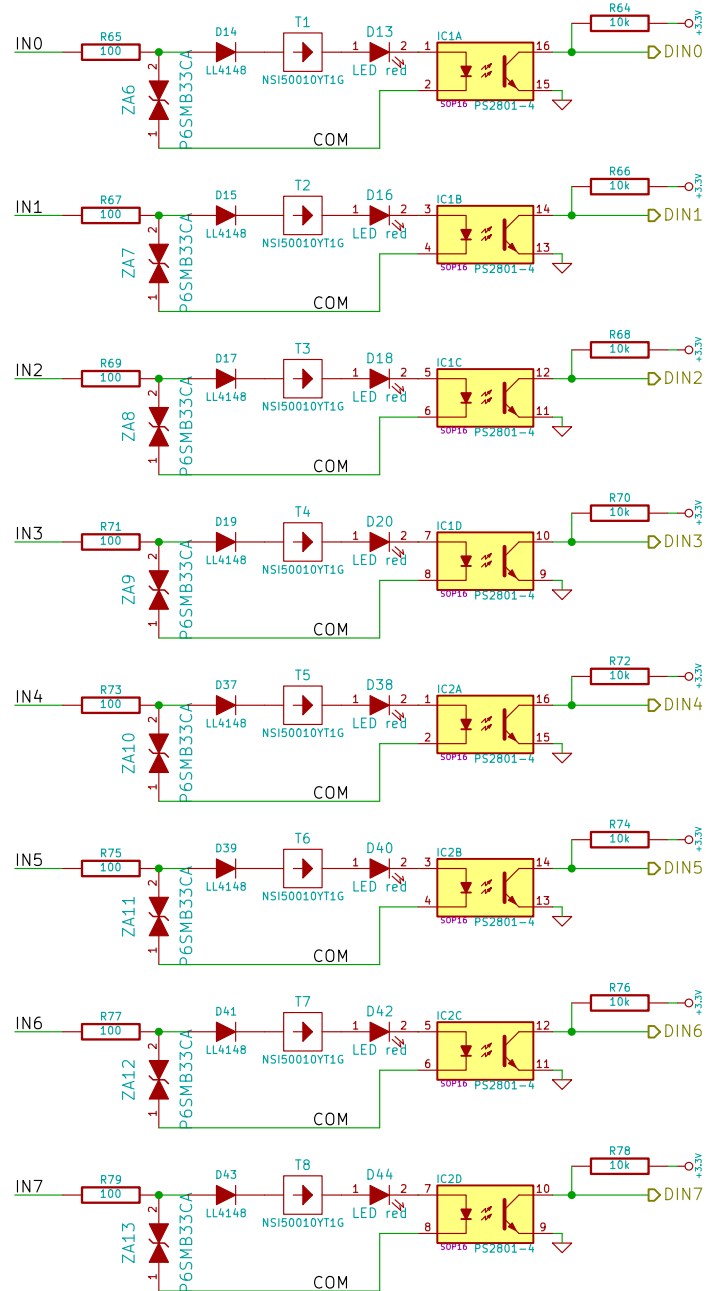 R64
IN0 R65 D14 T1 1 D13 2 1 IC1A 16 10k +3.3V
100 LL4148 NSI50010YT1G LED red DIN0
2 ZA6 P6SMB33CA 2 SOP16 PS2801-4 15
1 COM
R66
IN1 R67 D15 T2 1 D16 2 3 IC1B 14 10k +3.3V
100 LL4148 NSI50010YT1G LED red DIN1
2 ZA7 P6SMB33CA 4 SOP16 PS2801-4 13
1 COM
R68
IN2 R69 D17 T3 1 D18 2 5 IC1C 12 10k +3.3V
100 LL4148 NSI50010YT1G LED red DIN2
2 ZA8 P6SMB33CA 6 SOP16 PS2801-4 11
1 COM
R70
IN3 R71 D19 T4 1 D20 2 7 IC1D 10 10k +3.3V
100 LL4148 NSI50010YT1G LED red DIN3
2 ZA9 P6SMB33CA 8 SOP16 PS2801-4 9
1 COM
R72
IN4 R73 D37 T5 1 D38 2 1 IC2A 16 10k +3.3V
100 LL4148 NSI50010YT1G LED red DIN4
2 ZA10 P6SMB33CA 2 SOP16 PS2801-4 15
1 COM
R74
IN5 R75 D39 T6 1 D40 2 3 IC2B 14 10k +3.3V
100 LL4148 NSI50010YT1G LED red DIN5
2 ZA11 P6SMB33CA 4 SOP16 PS2801-4 13
1 COM
R76
IN6 R77 D41 T7 1 D42 2 5 IC2C 12 10k +3.3V
100 LL4148 NSI50010YT1G LED red DIN6
2 ZA12 P6SMB33CA 6 SOP16 PS2801-4 11
1 COM
R78
IN7 R79 D43 T8 1 D44 2 7 IC2D 10 10k +3.3V
100 LL4148 NSI50010YT1G LED red DIN7
2 ZA13 P6SMB33CA 8 SOP16 PS2801-4 9
1 COM